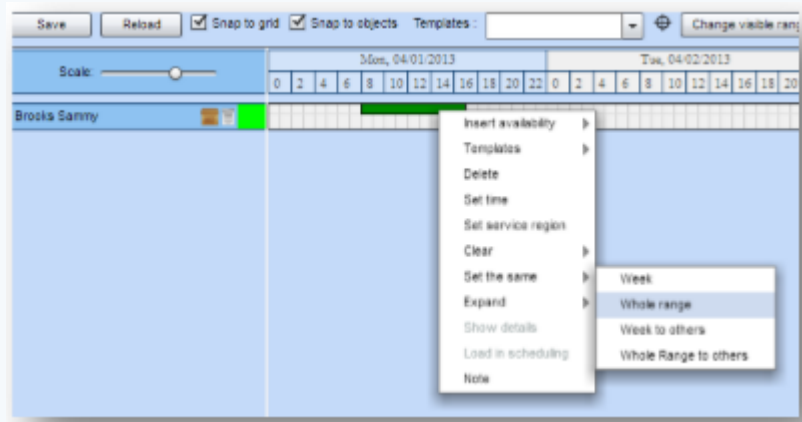 Save Reload Snap to grid Snap to objects Templates : Change visible rang
Scale: Mon, 04/01/2013 Tue, 04/02/2013
0 2 4 6 8 10 12 14 16 18 20 22 0 2 4 6 8 10 12 14 16 18 20
Brooks Sammy
Insert availability
Templates
Delete
Set time
Set service region
Clear
Set the same
Expand
Show details
Load in scheduling
Note
Week
Whole range
Week to others
Whole Range to others